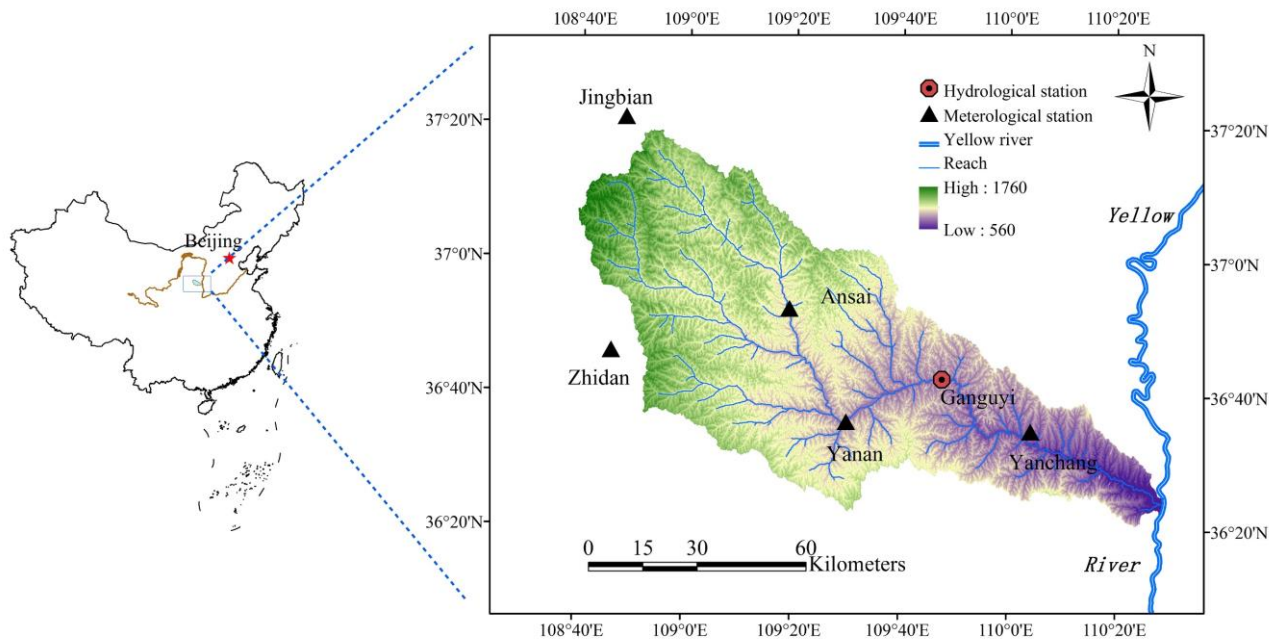 108°40'E 109°0'E 109°20'E 109°40'E 110°0'E 110°20'E
N
Hydrological station
Meterological station
Yellow river
Reach
High : 1760
Low : 560
Jingbian
37°20'N
37°20'N
Beijing
Yellow
37°0'N
37°0'N
Ansai
Zhidan
36°40'N
36°40'N
Ganguyi
Yanan
Yanchang
36°20'N
36°20'N
0 15 30 60
Kilometers
River
108°40'E 109°0'E 109°20'E 109°40'E 110°0'E 110°20'E